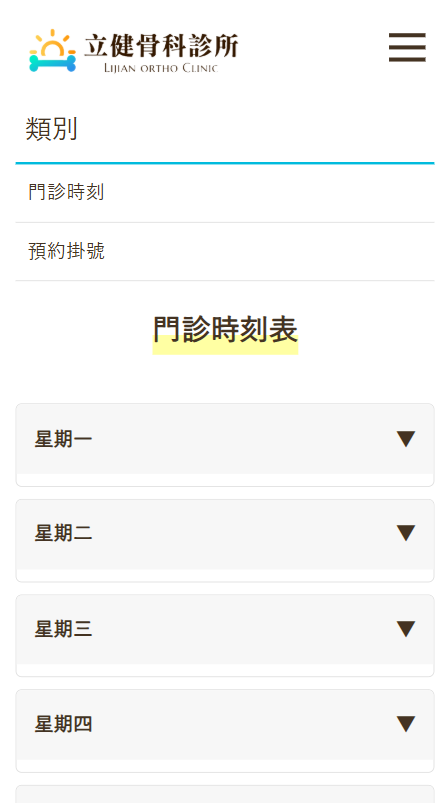 立健骨科診所
LIJIAN ORTHO CLINIC
類別
門診時刻
預約掛號
門診時刻表
星期一 ▼
星期二 ▼
星期三 ▼
星期四 ▼